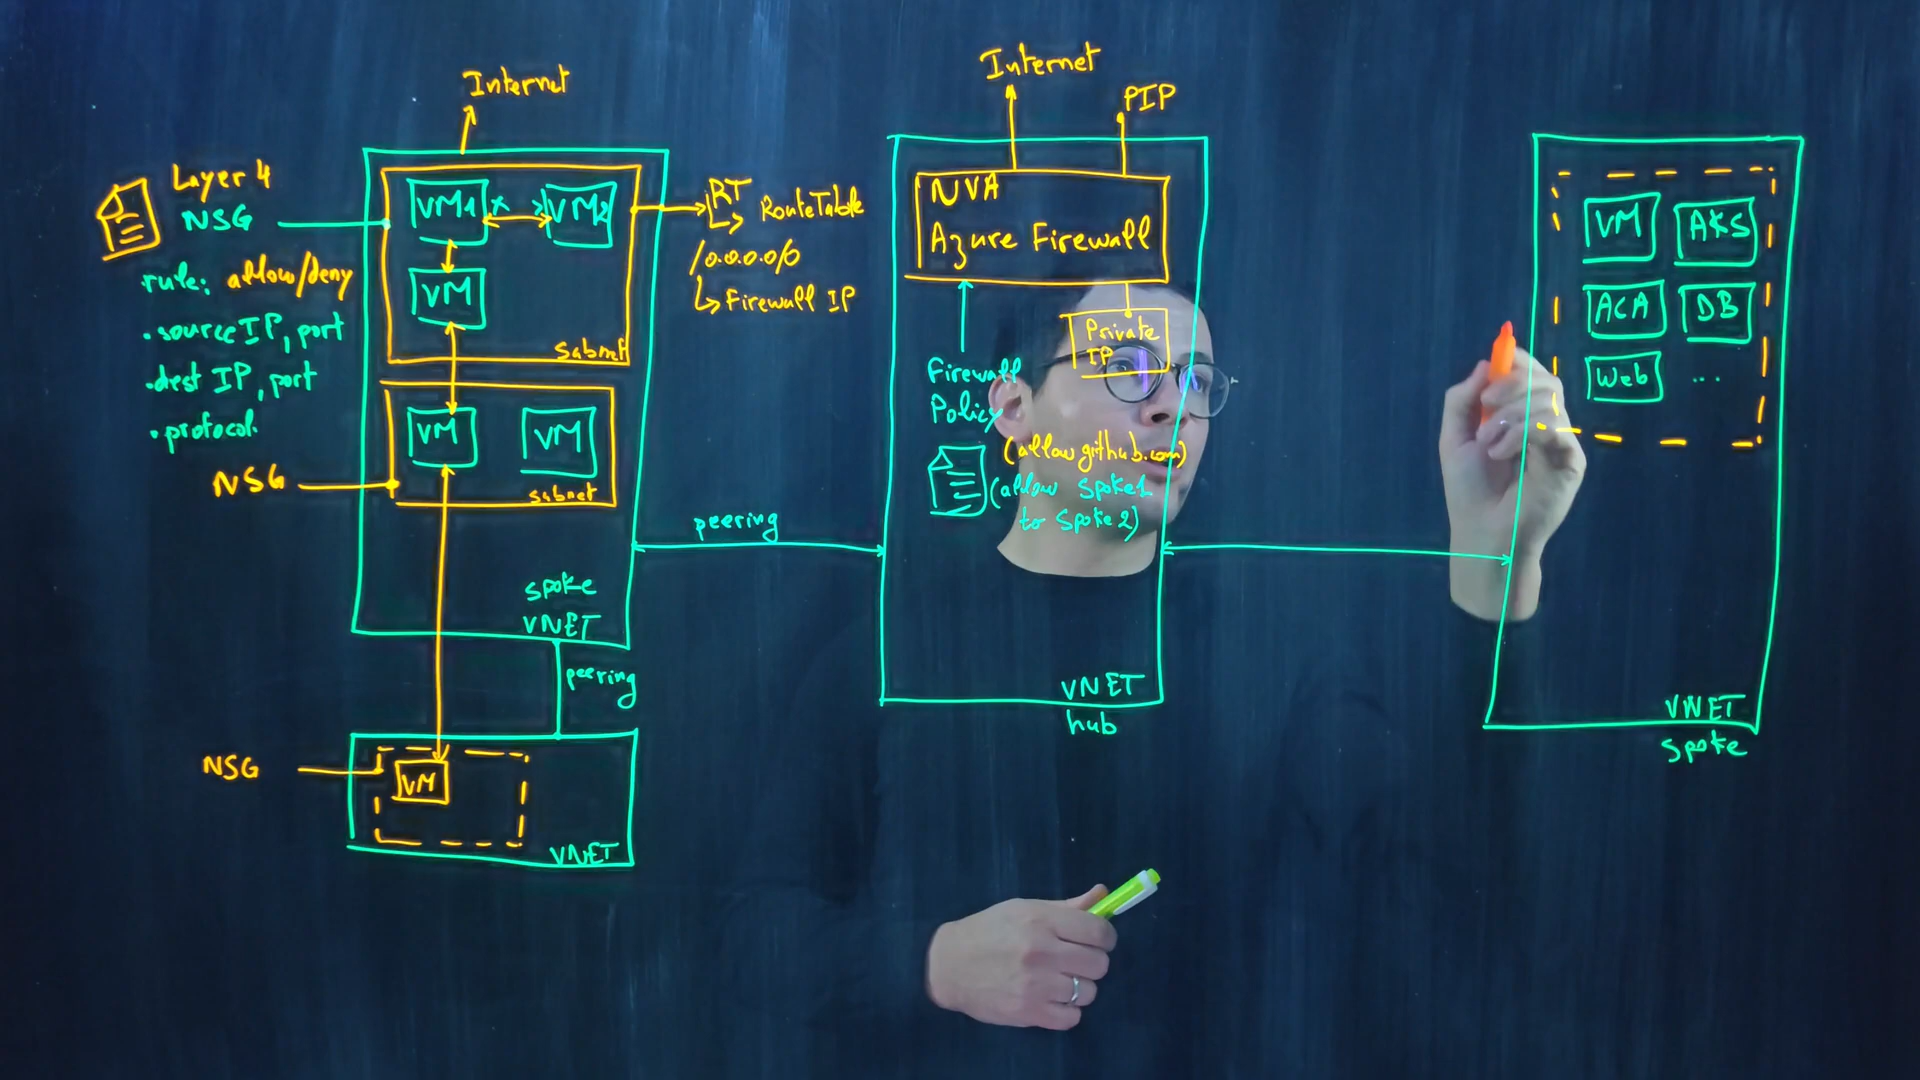 Internet
Layer 4
NSG
rule: allow/deny
• source IP, port
• dest IP, port
• protocol
NSG
NSG
VM1
VM2
VM
subnet
VM
VM
subnet
spoke
VNET
peering
VM
VNET
RT
RouteTable
/0.0.0.0/0
Firewall IP
peering
Internet
PIP
NVA
Azure Firewall
Private
IP
Firewall
Policy
(allow github.com)
(allow spoke1
to spoke2)
VNET
hub
VM
AKS
ACA
DB
Web
...
VNET
spoke